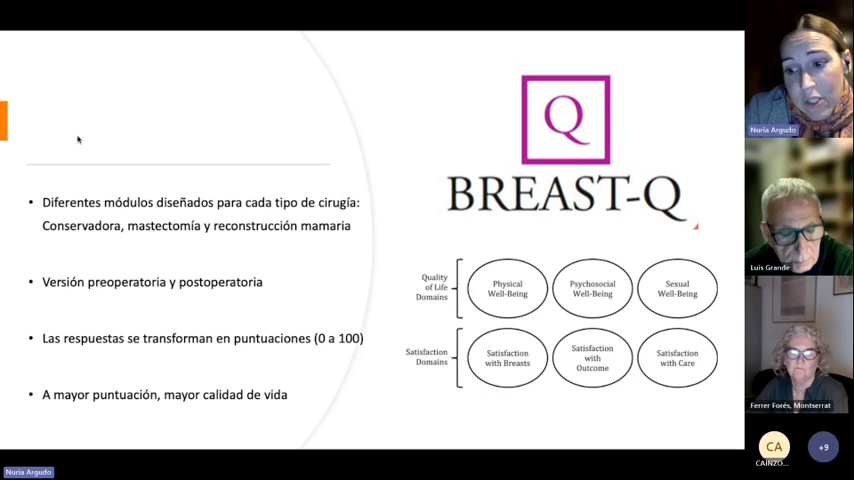 Diferentes módulos diseñados para cada tipo de cirugía:
Conservadora, mastectomía y reconstrucción mamaria
Versión preoperatoria y postoperatoria
Las respuestas se transforman en puntuaciones (0 a 100)
A mayor puntuación, mayor calidad de vida
Q
BREAST-Q
Quality
of Life
Domains
Physical
Well-Being
Psychosocial
Well-Being
Sexual
Well-Being
Satisfaction
Domains
Satisfaction
with Breasts
Satisfaction
with
Outcome
Satisfaction
with Care
Nuria Argudo
Luis Grande
Ferrer Forés, Montserrat
CA
CAINZO...
+9
Nuria Argudo